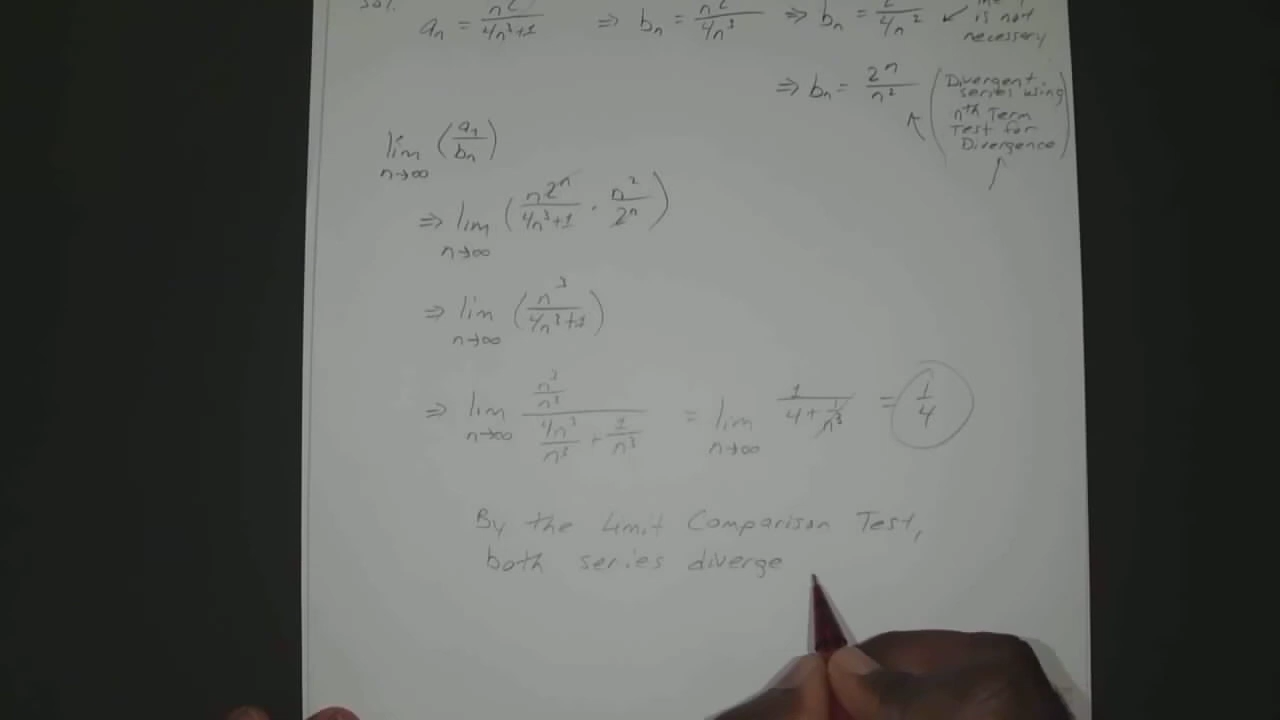 Sol.
aₙ = n2ⁿ/4n³+1 ⇒ bₙ = n2ⁿ/4n³ ⇒ bₙ = 2ⁿ/4n² ↙ is not
necessary
⇒ bₙ = 2ⁿ/n² (Divergent
series using
nth Term
Test for
Divergence)
lim n→∞ (aₙ/bₙ)
⇒ lim n→∞ (n2ⁿ/4n³+1 · n²/2ⁿ)
⇒ lim n→∞ (n³/4n³+1)
⇒ lim n→∞ (n³/n³)/(4n³/n³ + 1/n³) = lim n→∞ 1/(4+1/n³) = 1/4
By the Limit Comparison Test,
both series diverge